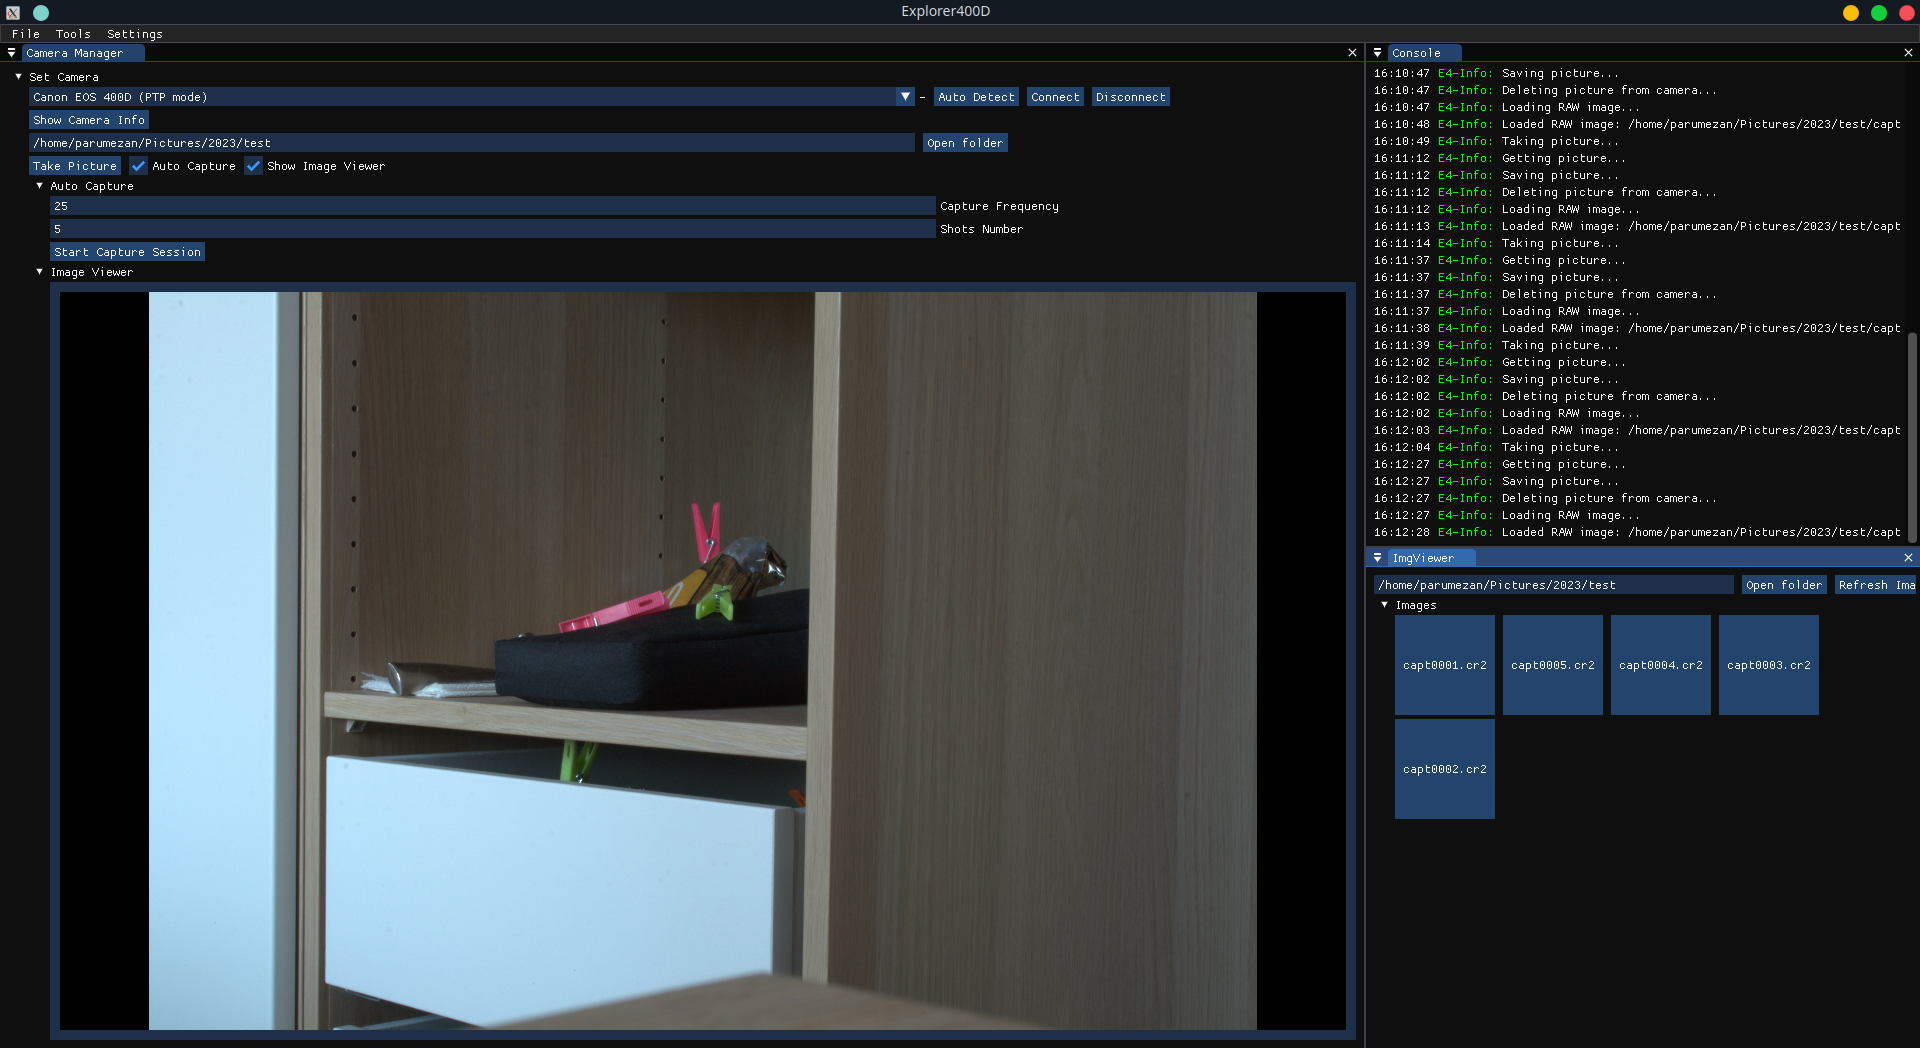 Explorer400D
File Tools Settings
Camera Manager
Set Camera
Canon EOS 400D (PTP mode) - Auto Detect Connect Disconnect
Show Camera Info
/home/parumezan/Pictures/2023/test Open folder
Take Picture Auto Capture Show Image Viewer
Auto Capture
25 Capture Frequency
5 Shots Number
Start Capture Session
Image Viewer
Console
16:10:47 E4-Info: Saving picture...
16:10:47 E4-Info: Deleting picture from camera...
16:10:47 E4-Info: Loading RAW image...
16:10:48 E4-Info: Loaded RAW image: /home/parumezan/Pictures/2023/test/capt
16:10:49 E4-Info: Taking picture...
16:11:12 E4-Info: Getting picture...
16:11:12 E4-Info: Saving picture...
16:11:12 E4-Info: Deleting picture from camera...
16:11:12 E4-Info: Loading RAW image...
16:11:13 E4-Info: Loaded RAW image: /home/parumezan/Pictures/2023/test/capt
16:11:14 E4-Info: Taking picture...
16:11:37 E4-Info: Getting picture...
16:11:37 E4-Info: Saving picture...
16:11:37 E4-Info: Deleting picture from camera...
16:11:37 E4-Info: Loading RAW image...
16:11:38 E4-Info: Loaded RAW image: /home/parumezan/Pictures/2023/test/capt
16:11:39 E4-Info: Taking picture...
16:12:02 E4-Info: Getting picture...
16:12:02 E4-Info: Saving picture...
16:12:02 E4-Info: Deleting picture from camera...
16:12:02 E4-Info: Loading RAW image...
16:12:03 E4-Info: Loaded RAW image: /home/parumezan/Pictures/2023/test/capt
16:12:04 E4-Info: Taking picture...
16:12:27 E4-Info: Getting picture...
16:12:27 E4-Info: Saving picture...
16:12:27 E4-Info: Deleting picture from camera...
16:12:27 E4-Info: Loading RAW image...
16:12:28 E4-Info: Loaded RAW image: /home/parumezan/Pictures/2023/test/capt
ImgViewer
/home/parumezan/Pictures/2023/test Open folder Refresh Ima
Images
capt0001.cr2 capt0005.cr2 capt0004.cr2 capt0003.cr2
capt0002.cr2